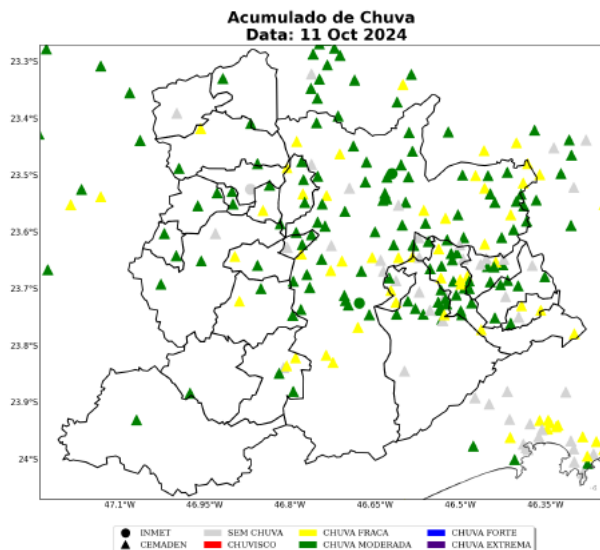 Acumulado de Chuva
Data: 11 Oct 2024
23.3°S
23.4°S
23.5°S
23.6°S
23.7°S
23.8°S
23.9°S
24°S
47.1°W 46.95°W 46.8°W 46.65°W 46.5°W 46.35°W
INMET SEM CHUVA CHUVA FRACA CHUVA FORTE
CEMADEN CHUVISCO CHUVA MODERADA CHUVA EXTREMA